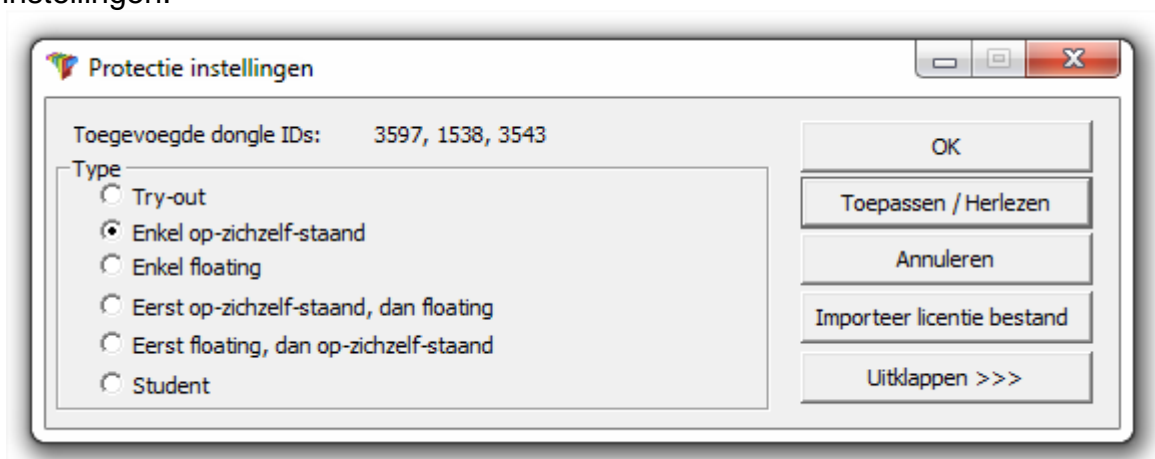 instellingen.
Protectie instellingen
Toegevoegde dongle IDs: 3597, 1538, 3543
Type
Try-out
Enkel op-zichzelf-staand
Enkel floating
Eerst op-zichzelf-staand, dan floating
Eerst floating, dan op-zichzelf-staand
Student
OK
Toepassen / Herlezen
Annuleren
Importeer licentie bestand
Uitklappen >>>